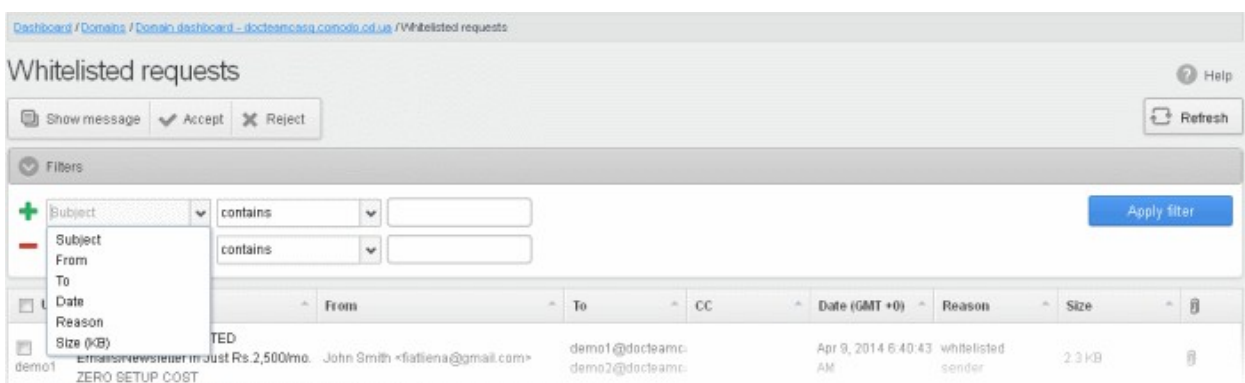 Dashboard / Domains / Domain dashboard - docteamcasg.comodo.od.ua / Whitelisted requests
Whitelisted requests
Help
Show message Accept Reject
Refresh
Filters
Subject contains
Apply filter
Subject
contains
From
To
Date
Reason
Size (KB)
From To CC Date (GMT +0) Reason Size
TED
Emails/Newsletter in Just Rs.2,500/mo.
ZERO SETUP COST
demo1
John Smith <fiatliena@gmail.com>
demo1@docteamc
demo2@docteamc
Apr 9, 2014 6:40:43
AM
whitelisted
sender
2.3 KB